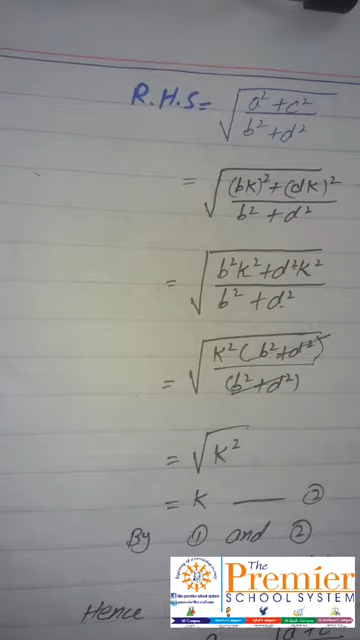 R.H.S = √((a² + c²)/(b² + d²))
= √(((bK)² + (dK)²)/(b² + d²))
= √((b²K² + d²K²)/(b² + d²))
= √((K²(b² + d²))/((b² + d²)))
= √(K²)
= K —— ②
By ① and ②
Hence
The
Premier
SCHOOL SYSTEM